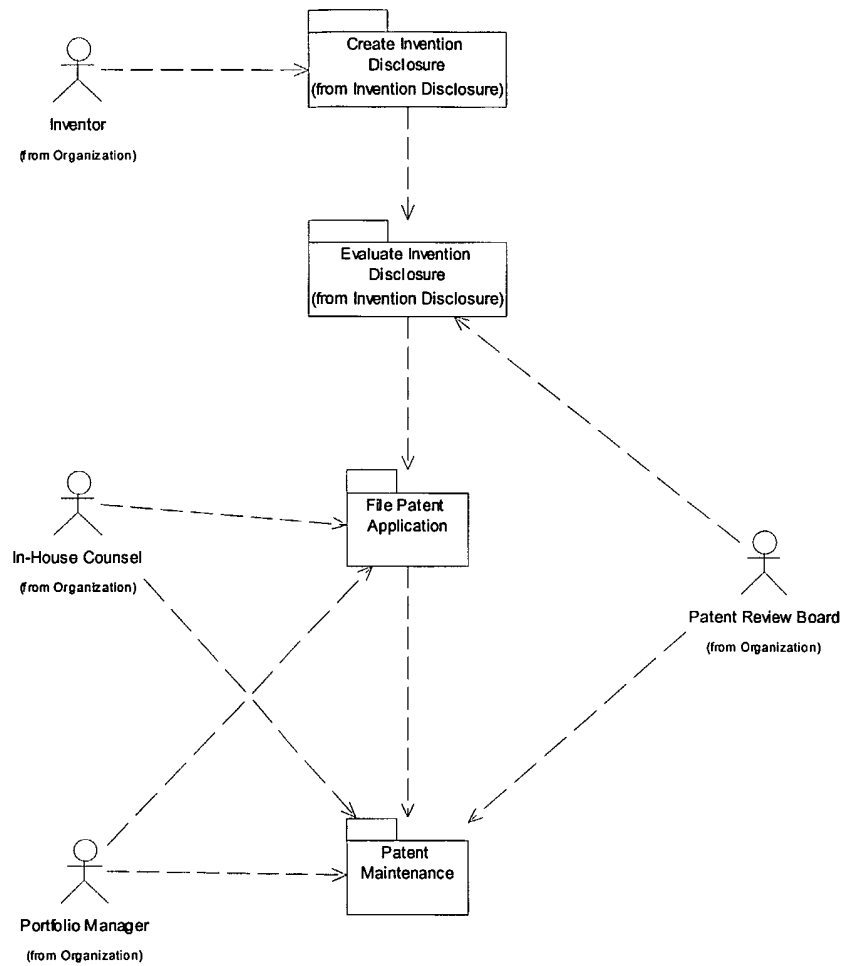 Create Invention
Disclosure
(from Invention Disclosure)
Inventor
(from Organization)
Evaluate Invention
Disclosure
(from Invention Disclosure)
File Patent
Application
In-House Counsel
(from Organization)
Patent Review Board
(from Organization)
Patent
Maintenance
Portfolio Manager
(from Organization)